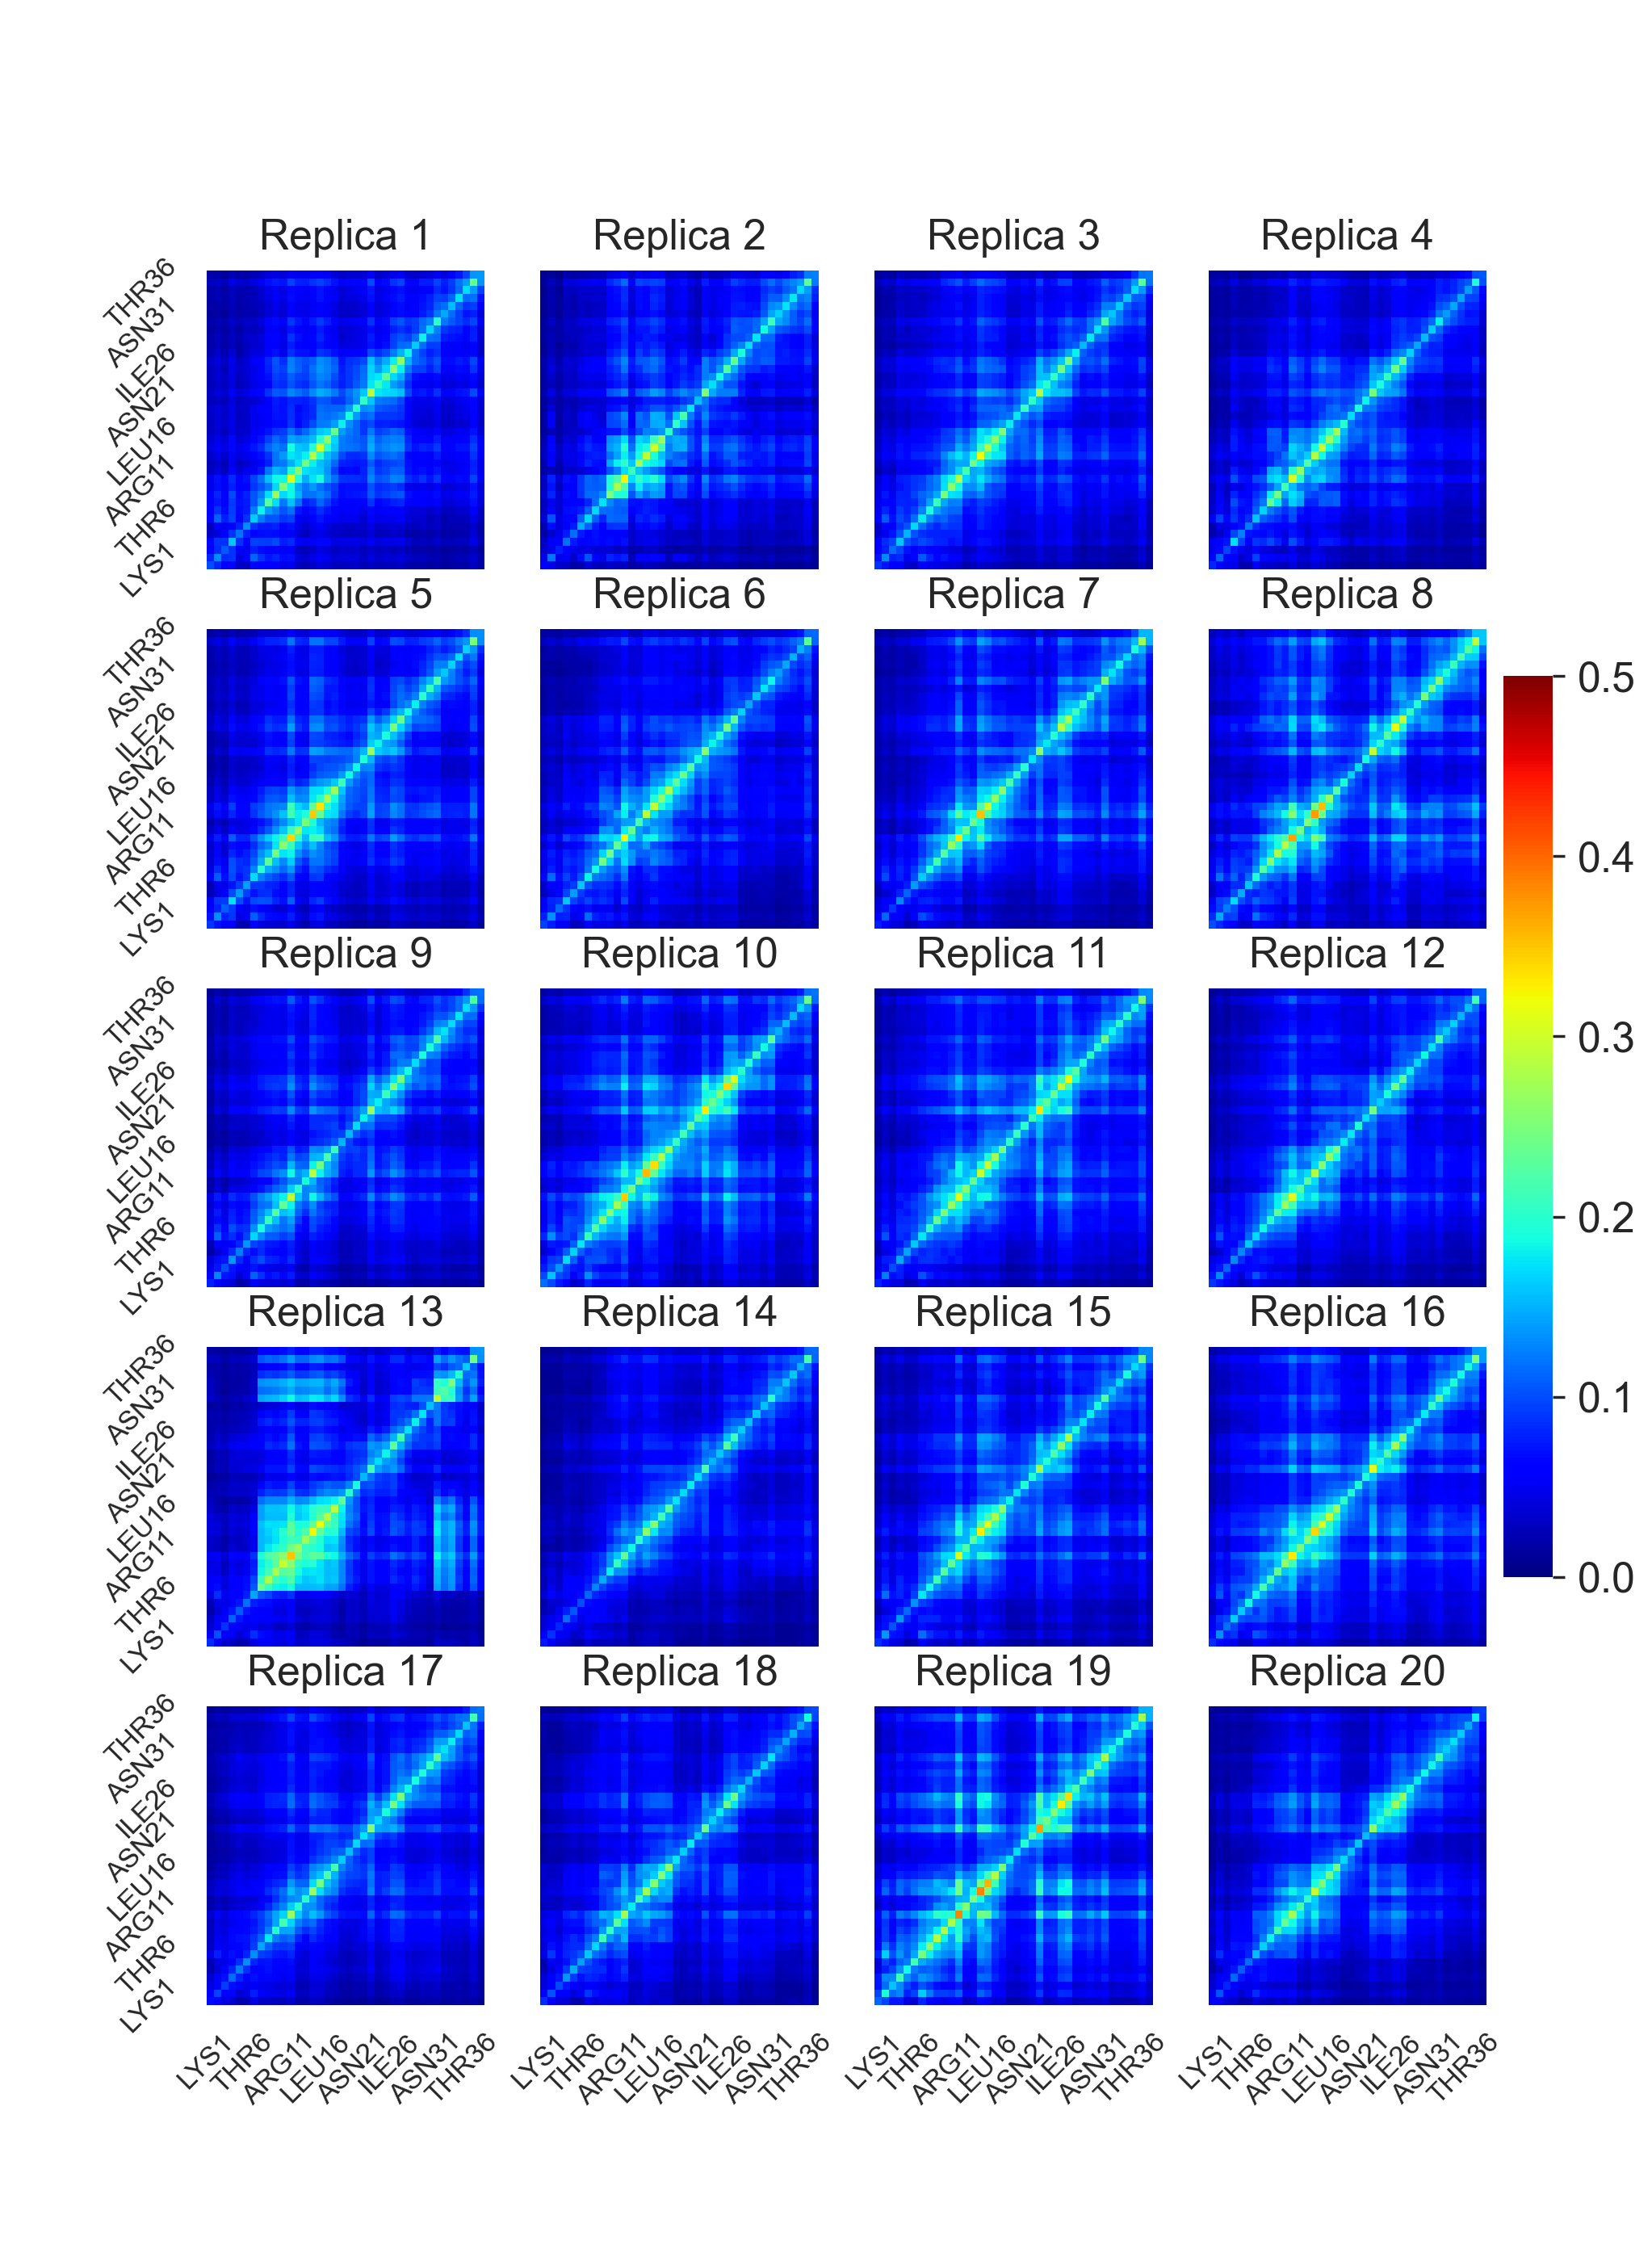 Replica 1 Replica 2 Replica 3 Replica 4
THR36
ASN31
ILE26
ASN21
LEU16
ARG11
THR6
LYS1
Replica 5 Replica 6 Replica 7 Replica 8
THR36
ASN31
ILE26
ASN21
LEU16
ARG11
THR6
LYS1
0.5
0.4
0.3
0.2
0.1
0.0
Replica 9 Replica 10 Replica 11 Replica 12
THR36
ASN31
ILE26
ASN21
LEU16
ARG11
THR6
LYS1
Replica 13 Replica 14 Replica 15 Replica 16
THR36
ASN31
ILE26
ASN21
LEU16
ARG11
THR6
LYS1
Replica 17 Replica 18 Replica 19 Replica 20
THR36
ASN31
ILE26
ASN21
LEU16
ARG11
THR6
LYS1
LYS1 THR6 ARG11 LEU16 ASN21 ILE26 ASN31 THR36 LYS1 THR6 ARG11 LEU16 ASN21 ILE26 ASN31 THR36 LYS1 THR6 ARG11 LEU16 ASN21 ILE26 ASN31 THR36 LYS1 THR6 ARG11 LEU16 ASN21 ILE26 ASN31 THR36